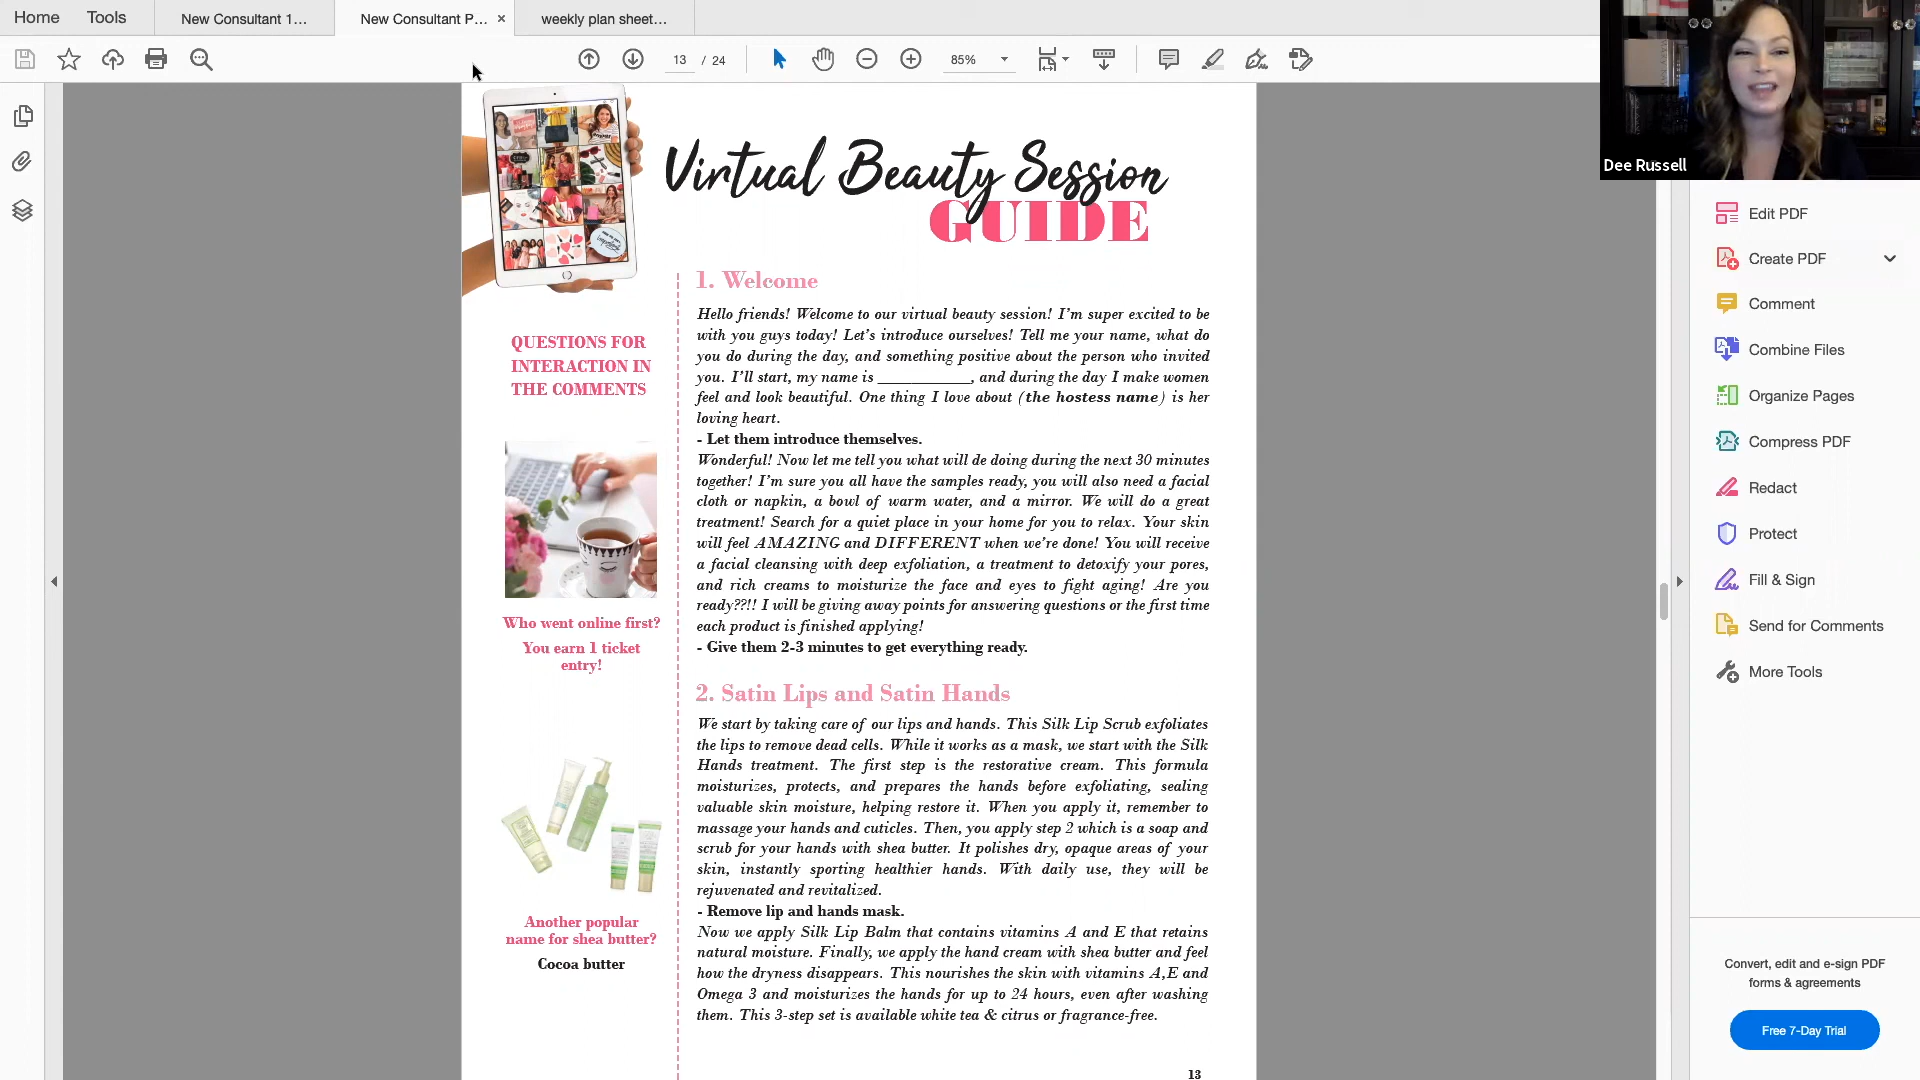 Home
Tools
New Consultant 1...
New Consultant P...
weekly plan sheet...
13 / 24
85%
Dee Russell
Virtual Beauty Session
GUIDE
QUESTIONS FOR
INTERACTION IN
THE COMMENTS
Who went online first?
You earn 1 ticket
entry!
Another popular
name for shea butter?
Cocoa butter
1. Welcome
Hello friends! Welcome to our virtual beauty session! I'm super excited to be
with you guys today! Let's introduce ourselves! Tell me your name, what do
you do during the day, and something positive about the person who invited
you. I'll start, my name is ____________, and during the day I make women
feel and look beautiful. One thing I love about (the hostess name) is her
loving heart.
- Let them introduce themselves.
Wonderful! Now let me tell you what will de doing during the next 30 minutes
together! I'm sure you all have the samples ready, you will also need a facial
cloth or napkin, a bowl of warm water, and a mirror. We will do a great
treatment! Search for a quiet place in your home for you to relax. Your skin
will feel AMAZING and DIFFERENT when we're done! You will receive
a facial cleansing with deep exfoliation, a treatment to detoxify your pores,
and rich creams to moisturize the face and eyes to fight aging! Are you
ready??!! I will be giving away points for answering questions or the first time
each product is finished applying!
- Give them 2-3 minutes to get everything ready.
2. Satin Lips and Satin Hands
We start by taking care of our lips and hands. This Silk Lip Scrub exfoliates
the lips to remove dead cells. While it works as a mask, we start with the Silk
Hands treatment. The first step is the restorative cream. This formula
moisturizes, protects, and prepares the hands before exfoliating, sealing
valuable skin moisture, helping restore it. When you apply it, remember to
massage your hands and cuticles. Then, you apply step 2 which is a soap and
scrub for your hands with shea butter. It polishes dry, opaque areas of your
skin, instantly sporting healthier hands. With daily use, they will be
rejuvenated and revitalized.
- Remove lip and hands mask.
Now we apply Silk Lip Balm that contains vitamins A and E that retains
natural moisture. Finally, we apply the hand cream with shea butter and feel
how the dryness disappears. This nourishes the skin with vitamins A,E and
Omega 3 and moisturizes the hands for up to 24 hours, even after washing
them. This 3-step set is available white tea & citrus or fragrance-free.
13
Edit PDF
Create PDF
Comment
Combine Files
Organize Pages
Compress PDF
Redact
Protect
Fill & Sign
Send for Comments
More Tools
Convert, edit and e-sign PDF
forms & agreements
Free 7-Day Trial